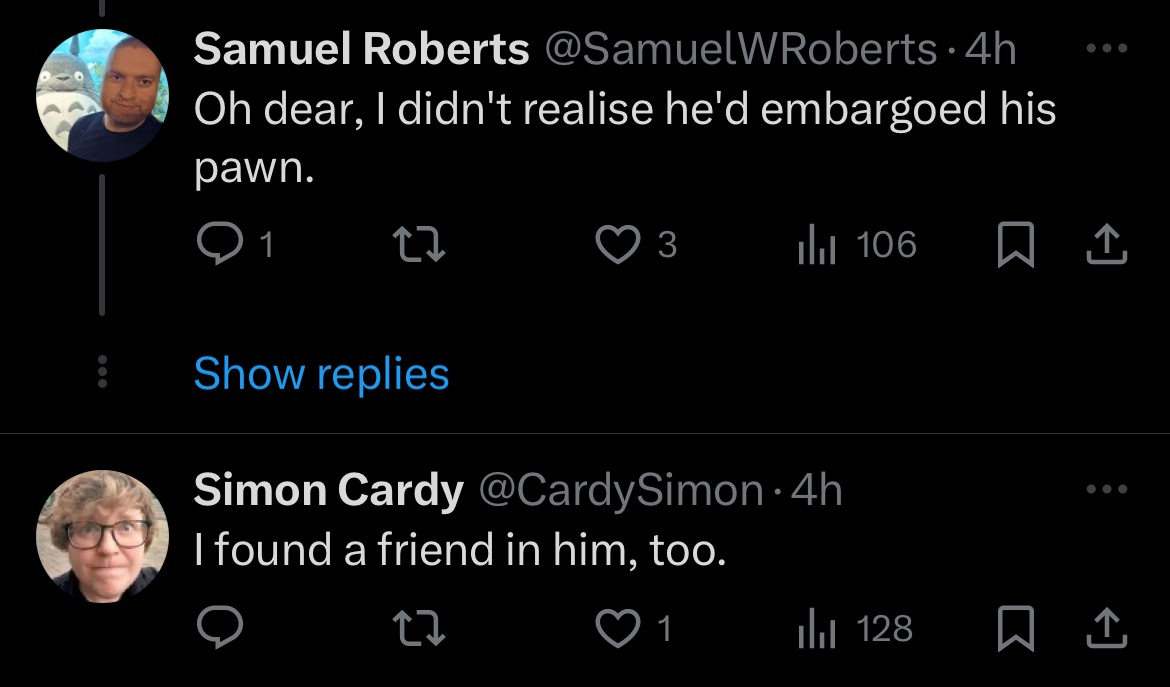 Samuel Roberts @SamuelWRoberts · 4h
Oh dear, I didn't realise he'd embargoed his
pawn.
1 3 106
Show replies
Simon Cardy @CardySimon · 4h
I found a friend in him, too.
1 128